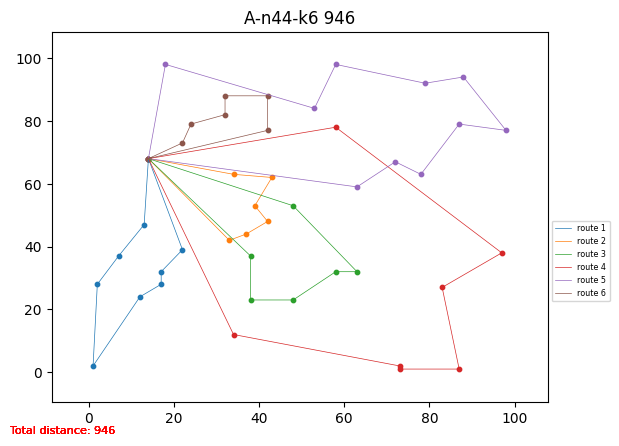 A-n44-k6 946
100
80
60
40
20
0
route 1
route 2
route 3
route 4
route 5
route 6
0 20 40 60 80 100
Total distance: 946